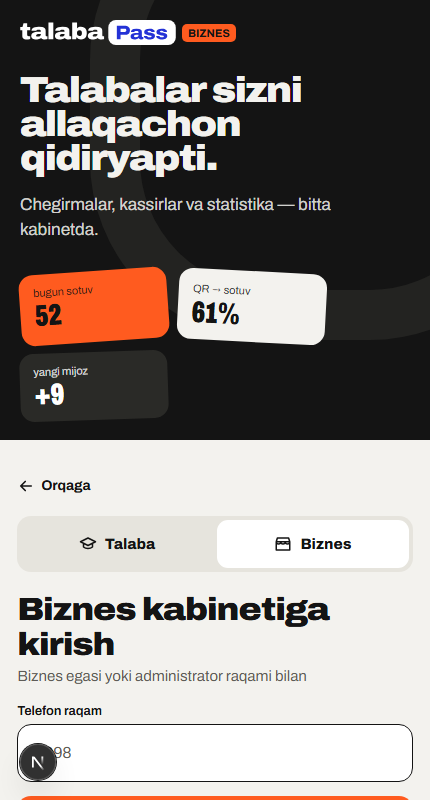 talaba Pass BIZNES
Talabalar sizni
allaqachon
qidiryapti.
Chegirmalar, kassirlar va statistika — bitta
kabinetda.
bugun sotuv
52
QR → sotuv
61%
yangi mijoz
+9
← Orqaga
Talaba
Biznes
Biznes kabinetiga
kirish
Biznes egasi yoki administrator raqami bilan
Telefon raqam
98
N